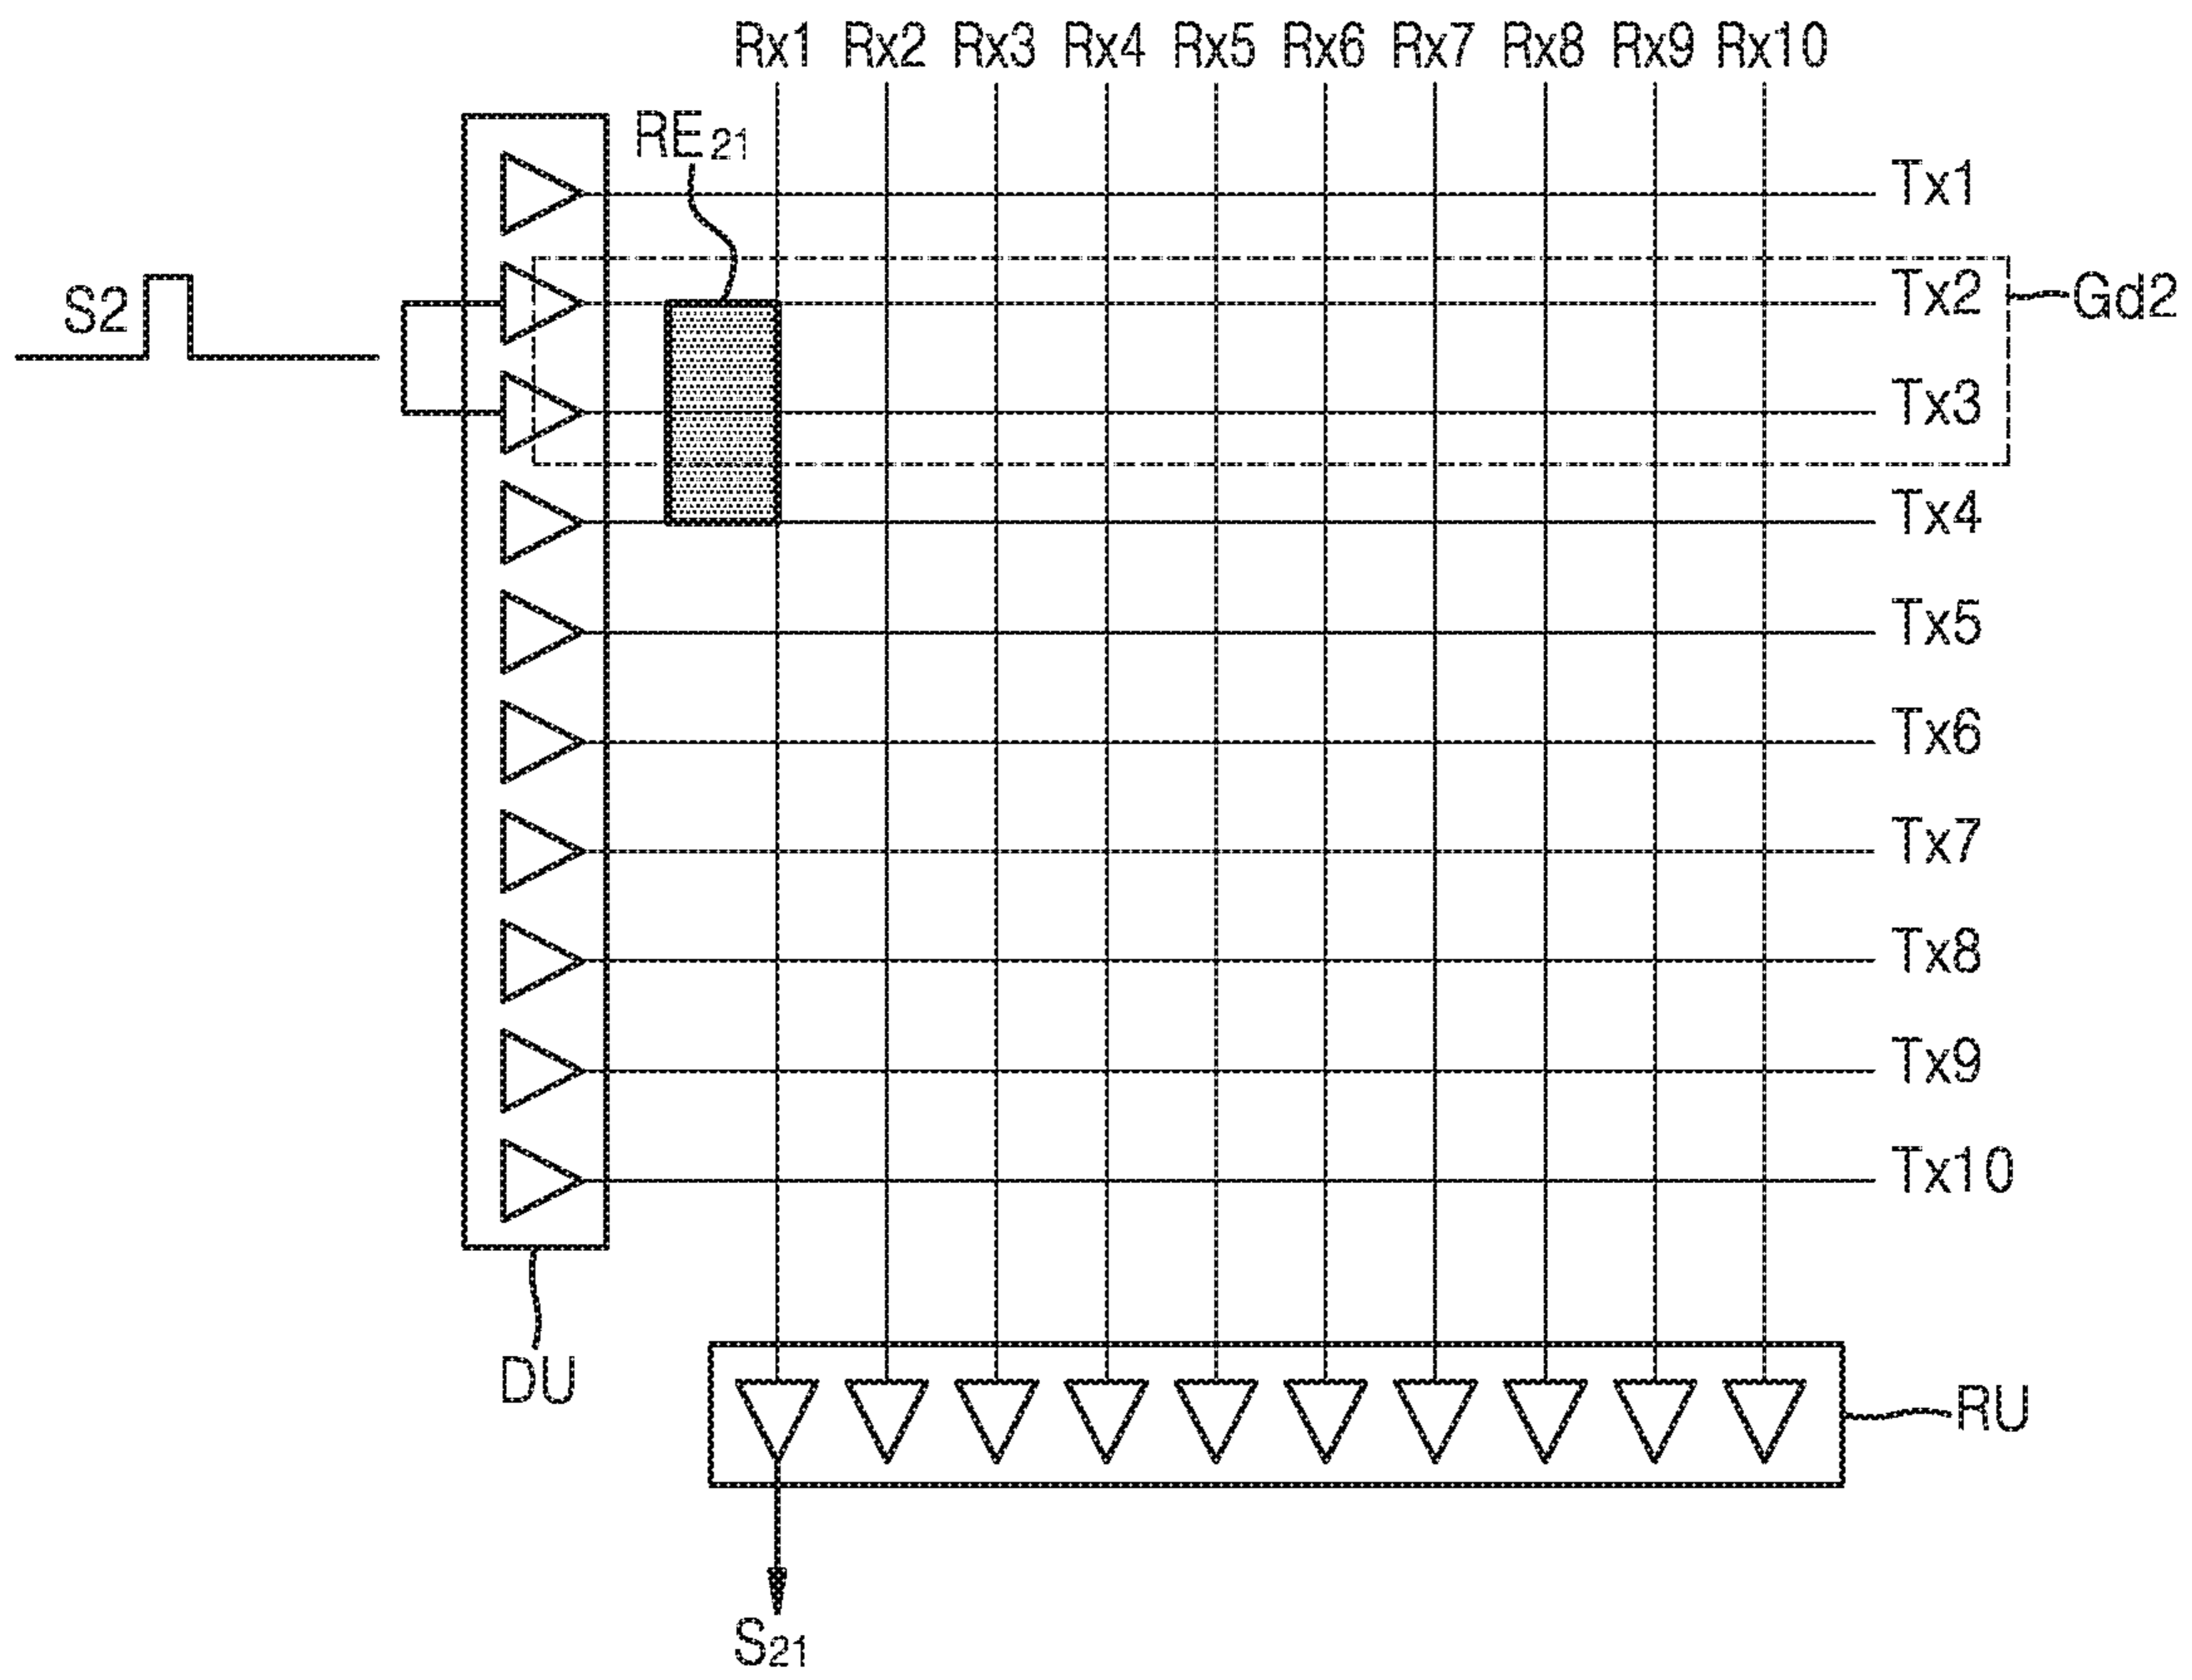 Rx1 Rx2 Rx3 Rx4 Rx5 Rx6 Rx7 Rx8 Rx9 Rx10
RE21
Tx1
S2
Tx2
Gd2
Tx3
Tx4
Tx5
Tx6
Tx7
Tx8
Tx9
Tx10
DU
RU
S21